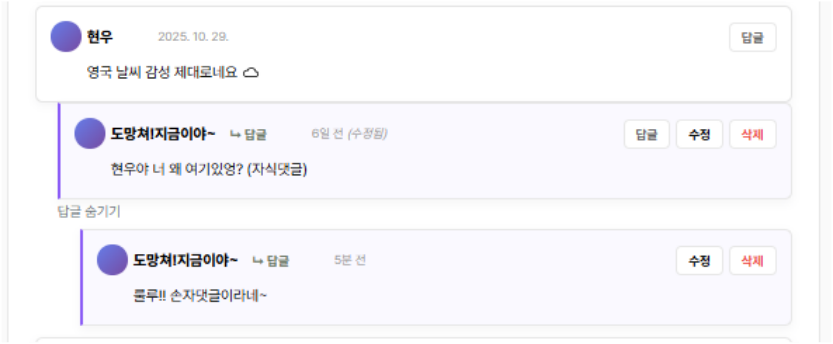 현우 2025. 10. 29. 답글
영국 날씨 감성 제대로네요 ☁
도망쳐!지금이야~ ↳ 답글 6일 전 (수정됨) 답글 수정 삭제
현우야 너 왜 여기있엉? (자식댓글)
답글 숨기기
도망쳐!지금이야~ ↳ 답글 5분 전 수정 삭제
룰루!! 손자댓글이라네~